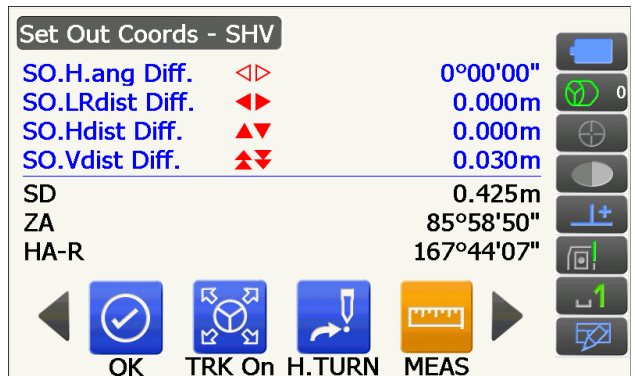 Set Out Coords - SHV
SO.H.ang Diff. 0°00'00"
SO.LRdist Diff. 0.000m
SO.Hdist Diff. 0.000m
SO.Vdist Diff. 0.030m
SD 0.425m
ZA 85°58'50"
HA-R 167°44'07"
0
1
OK TRK On H.TURN MEAS